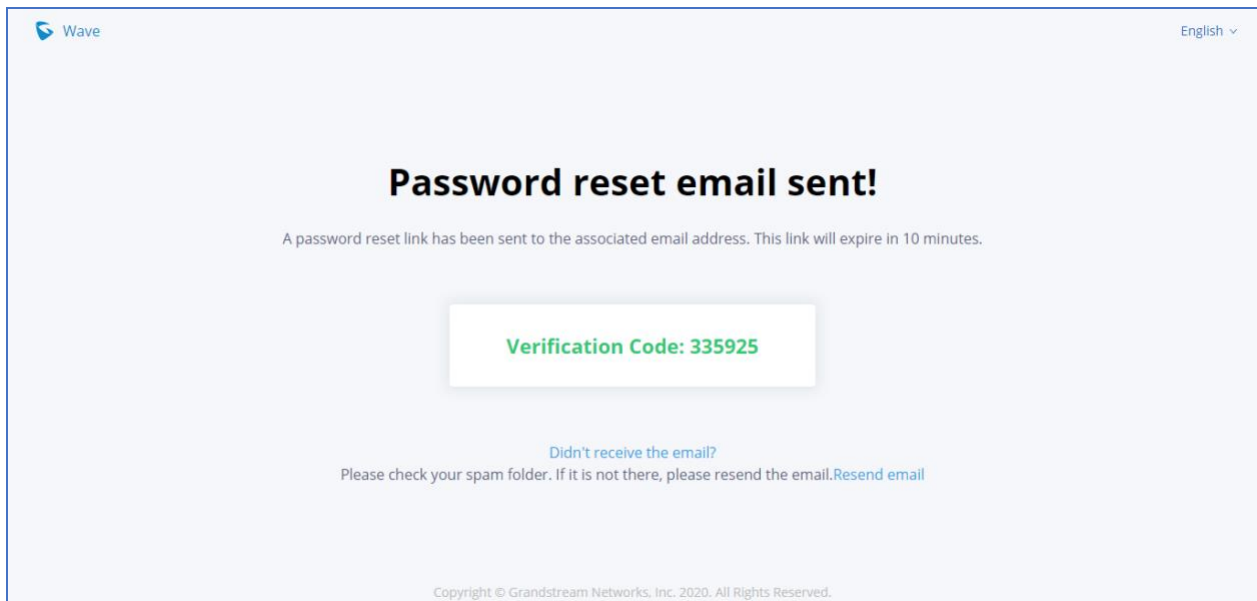 Wave
English
Password reset email sent!
A password reset link has been sent to the associated email address. This link will expire in 10 minutes.
Verification Code: 335925
Didn't receive the email?
Please check your spam folder. If it is not there, please resend the email.Resend email
Copyright © Grandstream Networks, Inc. 2020. All Rights Reserved.